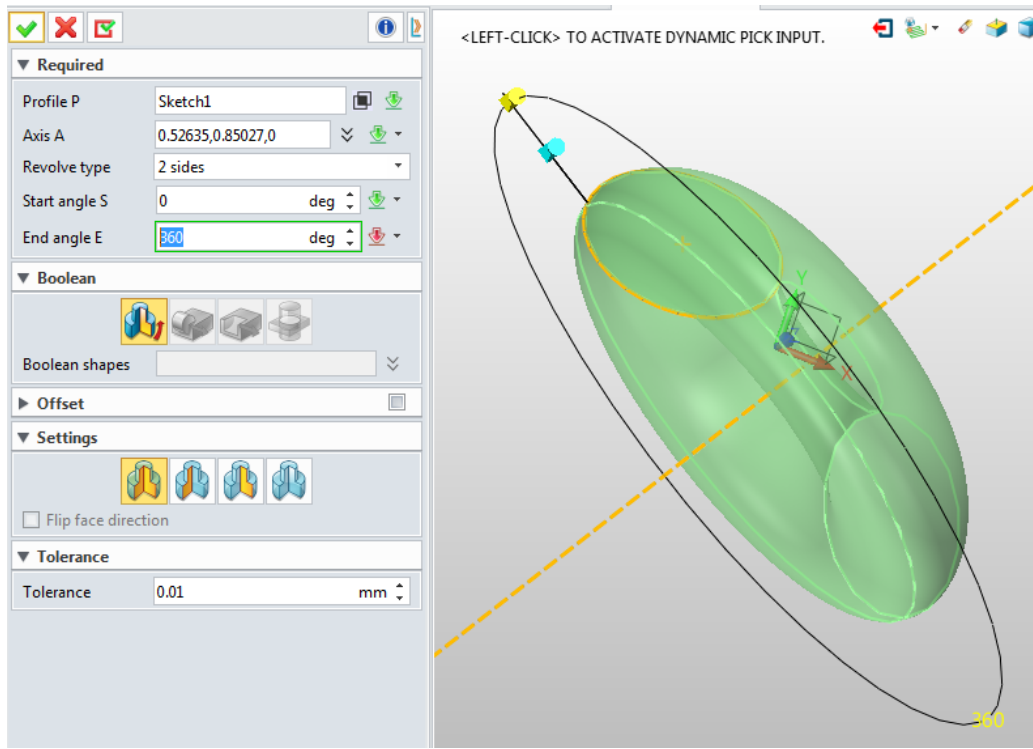 <LEFT-CLICK> TO ACTIVATE DYNAMIC PICK INPUT.
Required
Profile P Sketch1
Axis A 0.52635,0.85027,0
Revolve type 2 sides
Start angle S 0 deg
End angle E 360 deg
Boolean
Boolean shapes
Offset
Settings
Flip face direction
Tolerance
Tolerance 0.01 mm
Y
X
360